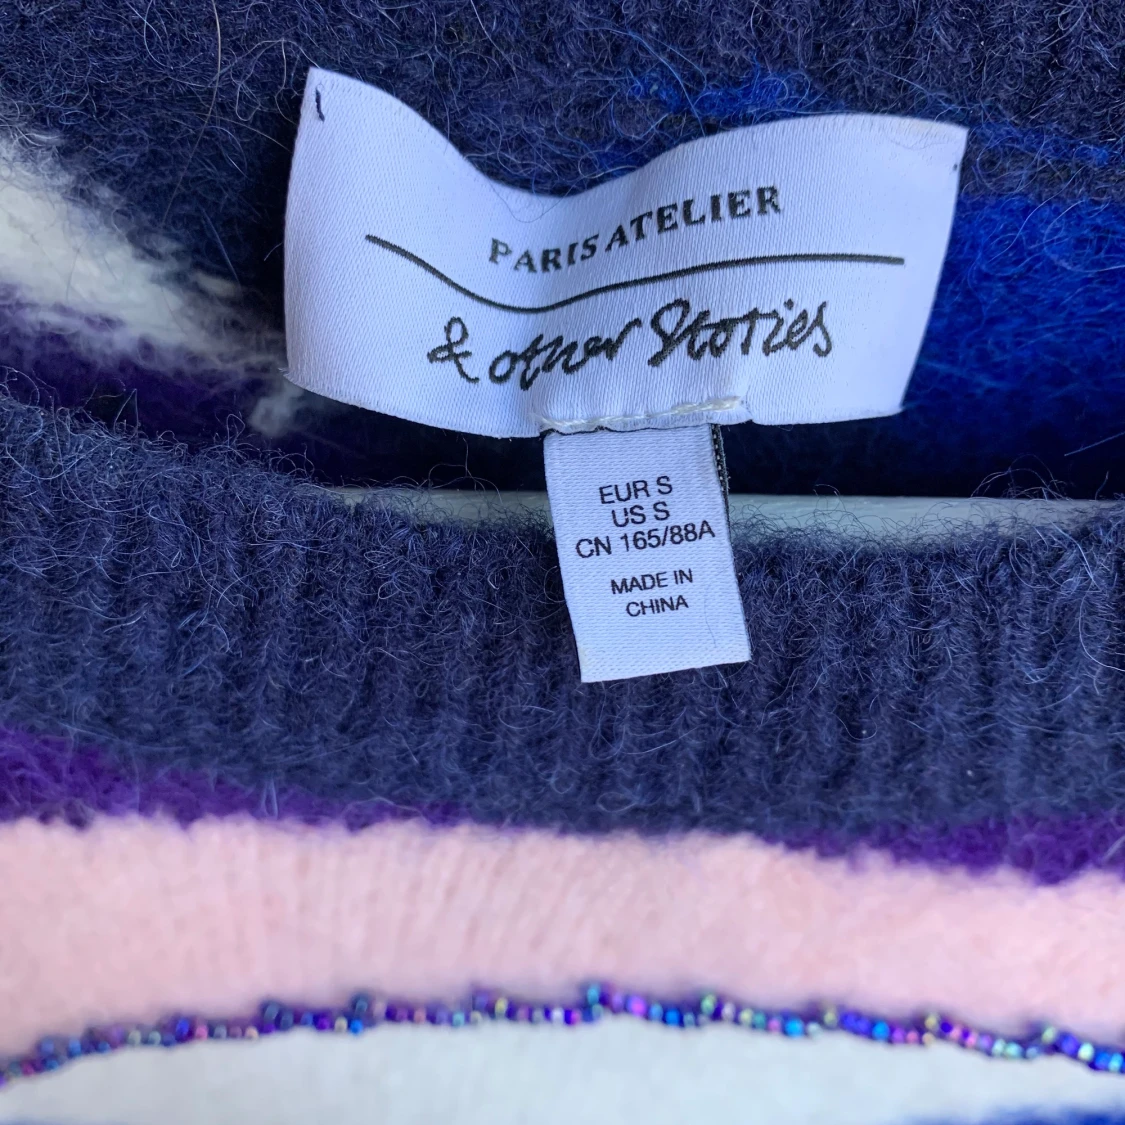 PARIS ATELIER
& other Stories
EUR S
US S
CN 165/88A
MADE IN
CHINA